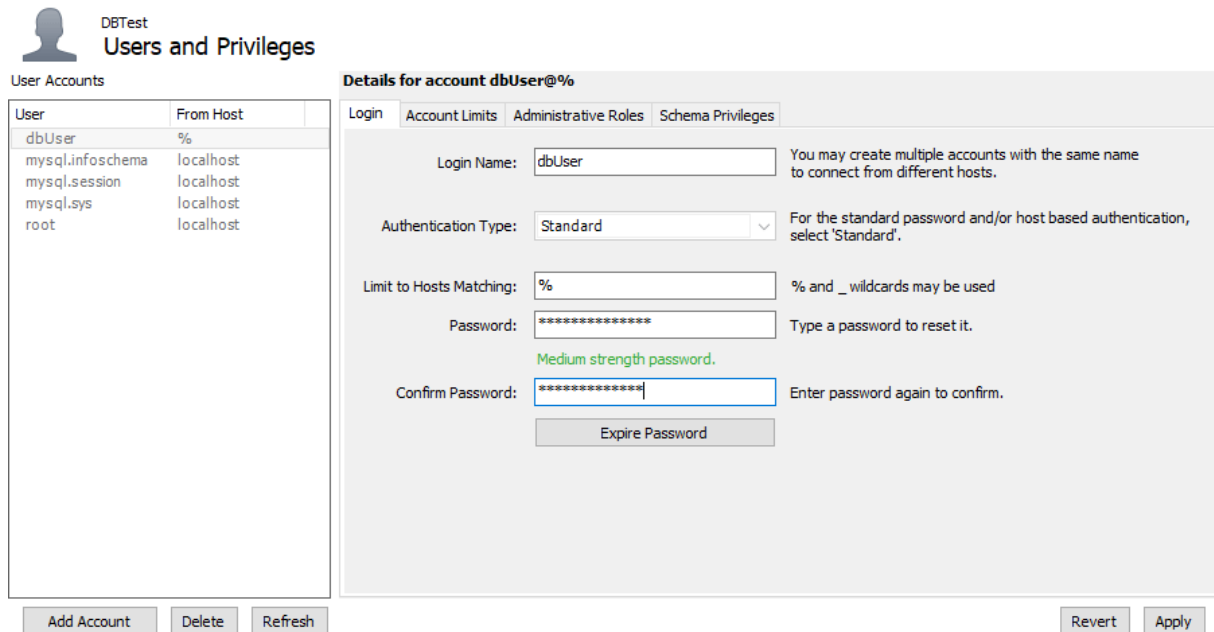 DBTest
Users and Privileges
User Accounts
User From Host
dbUser %
mysql.infoschema localhost
mysql.session localhost
mysql.sys localhost
root localhost
Add Account Delete Refresh
Details for account dbUser@%
Login Account Limits Administrative Roles Schema Privileges
Login Name: dbUser You may create multiple accounts with the same name
to connect from different hosts.
Authentication Type: Standard For the standard password and/or host based authentication,
select 'Standard'.
Limit to Hosts Matching: % % and _ wildcards may be used
Password: ************** Type a password to reset it.
Medium strength password.
Confirm Password: ************* Enter password again to confirm.
Expire Password
Revert Apply